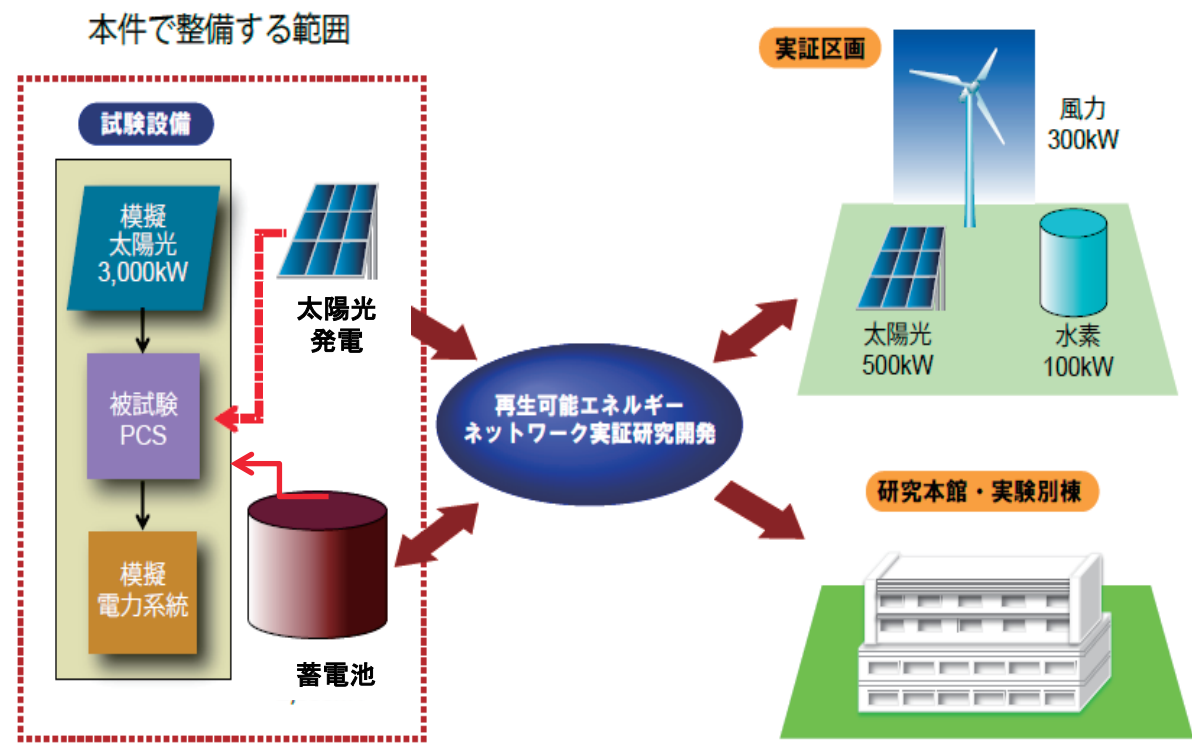 本件で整備する範囲
試験設備
模擬
太陽光
3,000kW
被試験
PCS
模擬
電力系統
太陽光
発電
蓄電池
再生可能エネルギー
ネットワーク実証研究開発
実証区画
風力
300kW
太陽光
500kW
水素
100kW
研究本館・実験別棟